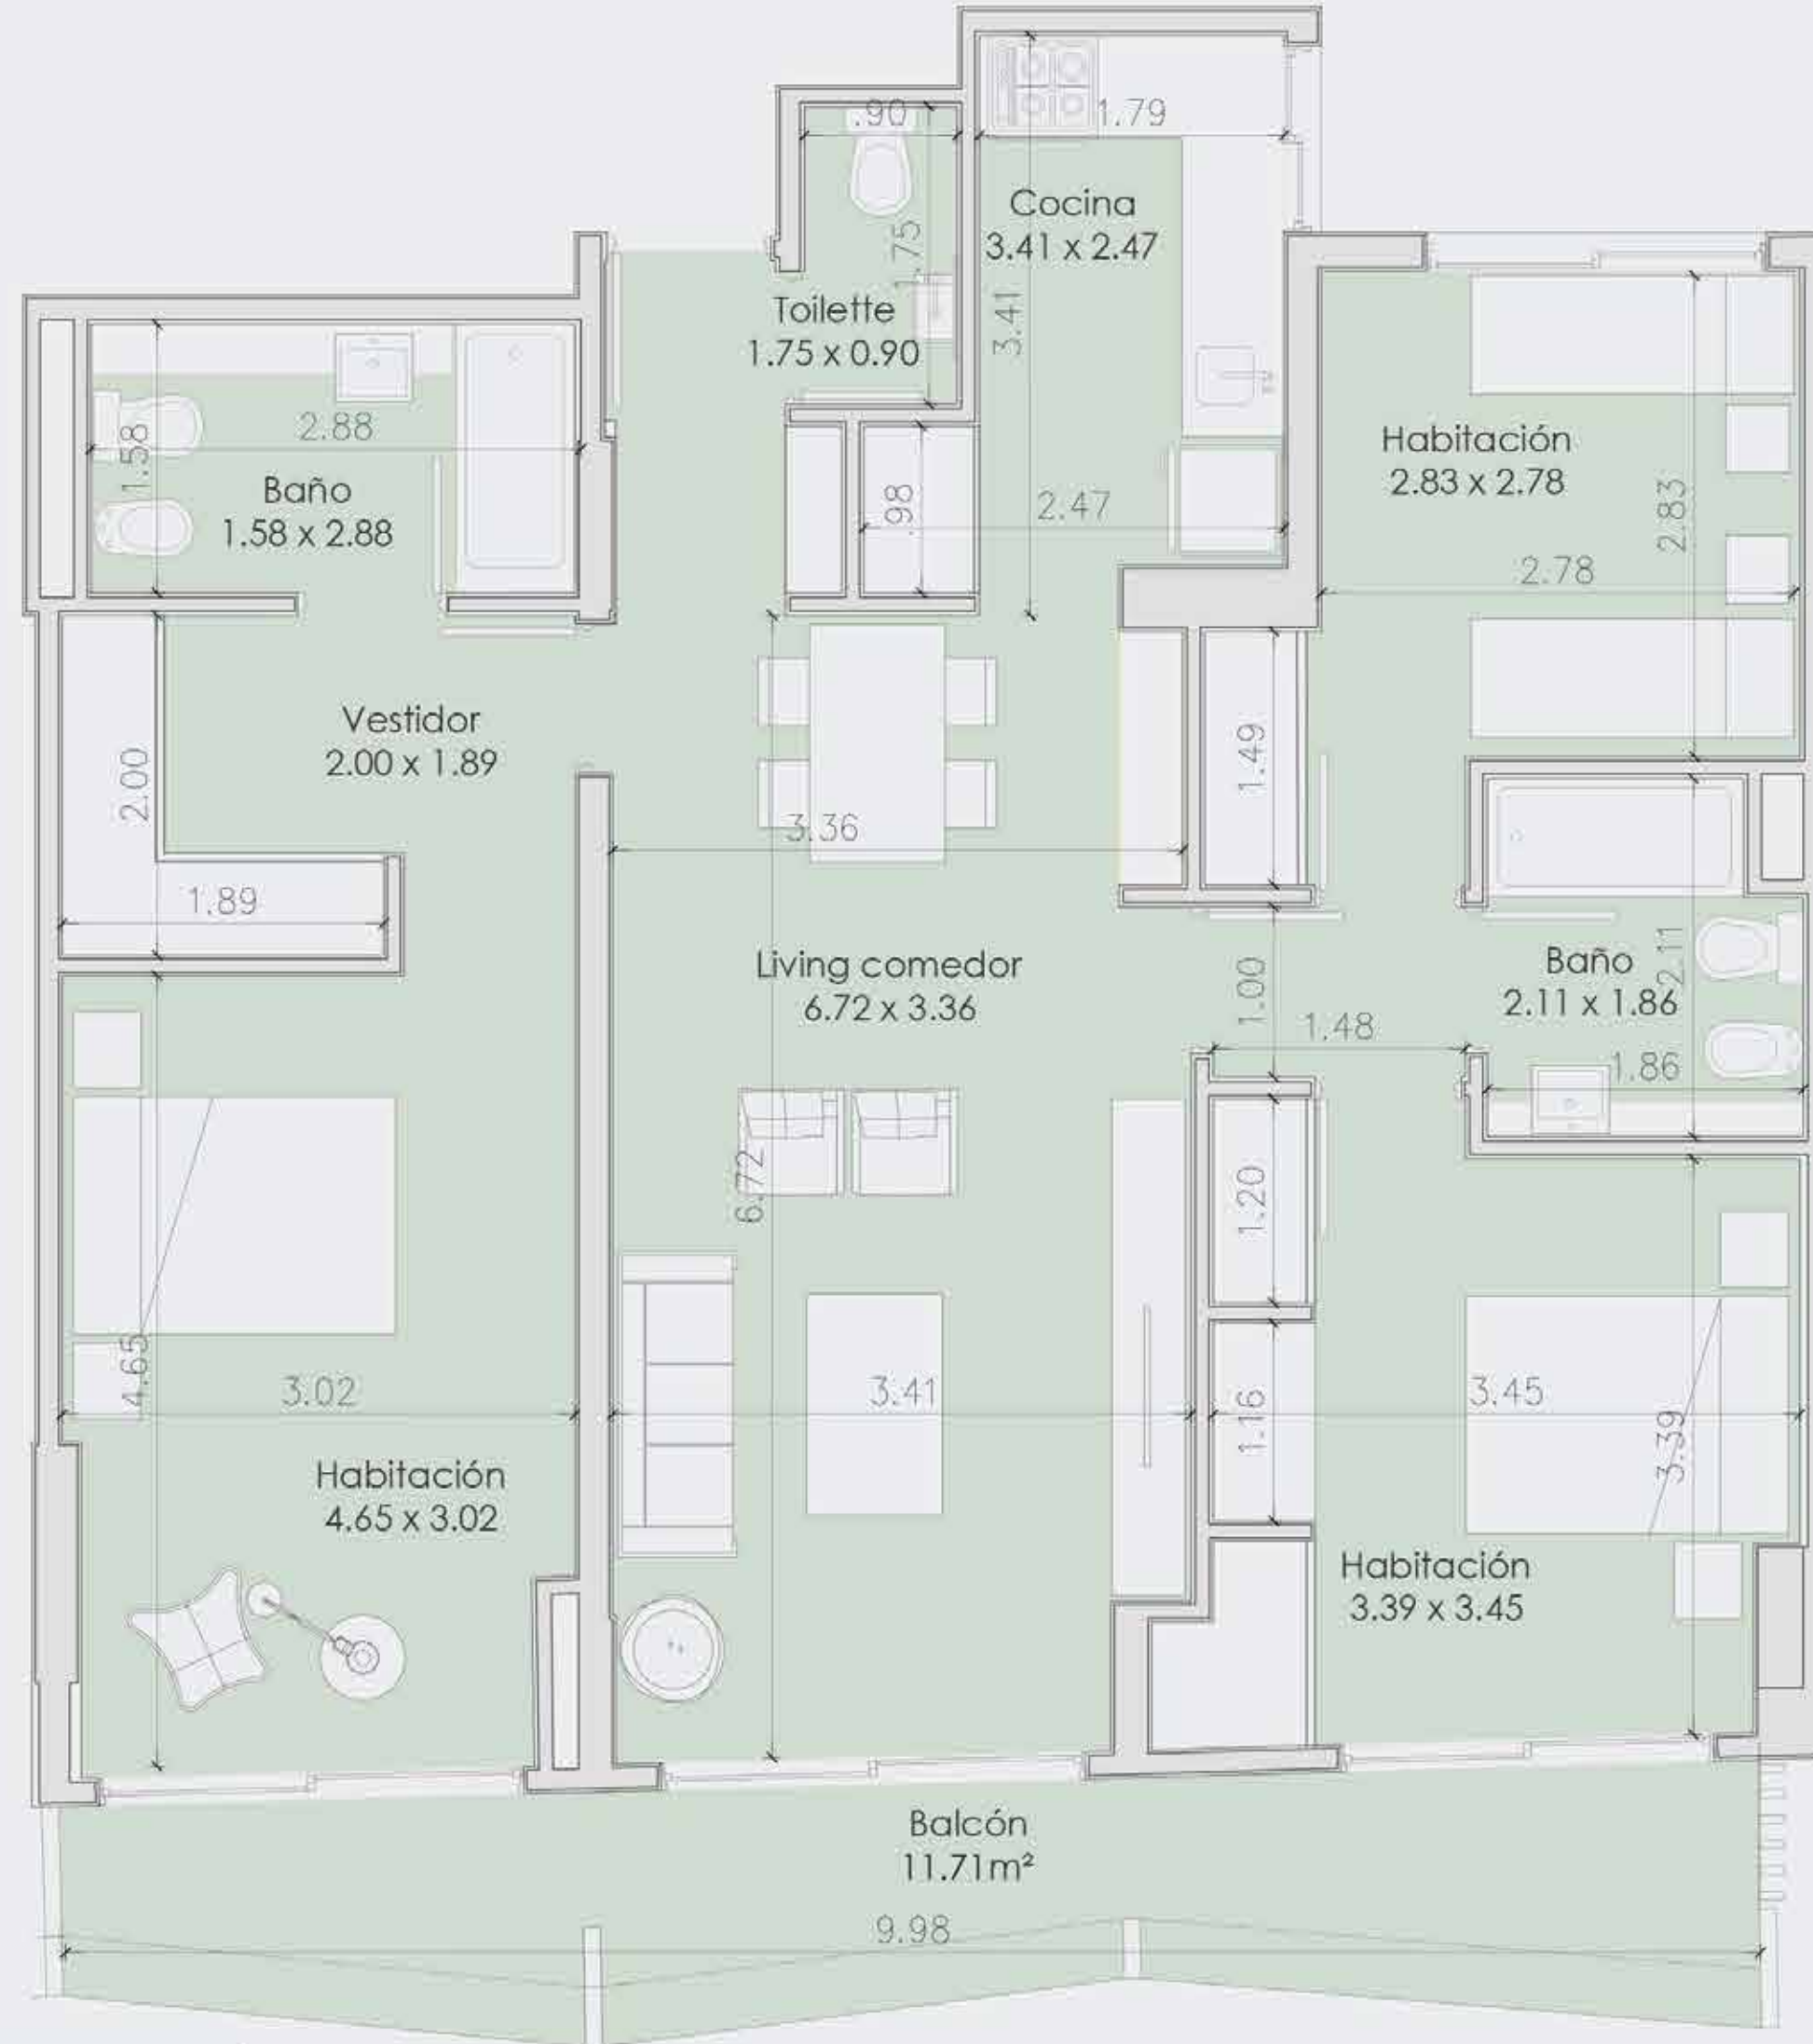 .90
1.79
Cocina
3.41 x 2.47
1.75
3.41
Toilette
1.75 x 0.90
2.88
1.58
Baño
1.58 x 2.88
.98
2.47
Habitación
2.83 x 2.78
2.83
2.78
Vestidor
2.00 x 1.89
2.00
1.49
3.36
1.89
Living comedor
6.72 x 3.36
1.00
1.48
Baño
2.11 x 1.86
2.11
1.86
6.72
1.20
4.65
3.02
3.41
1.16
3.45
3.39
Habitación
4.65 x 3.02
Habitación
3.39 x 3.45
Balcón
11.71m²
9.98